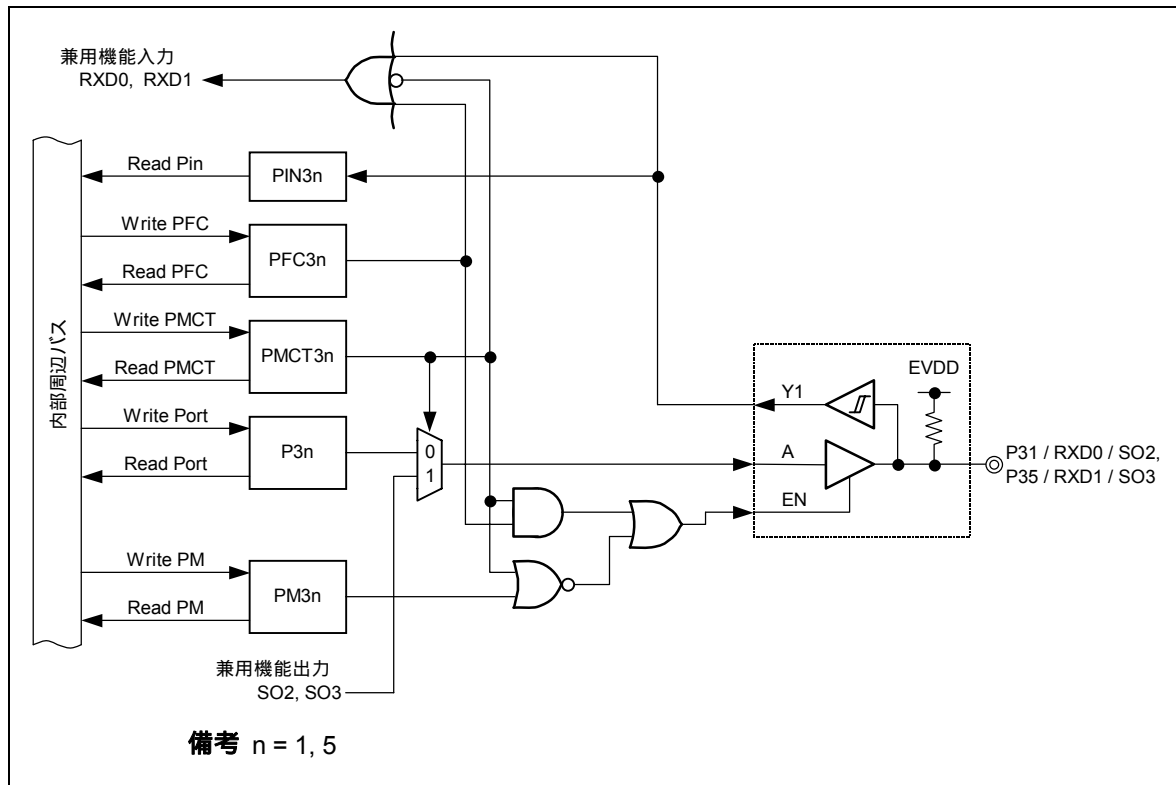 兼用機能入力
RXD0, RXD1
Read Pin
PIN3n
Write PFC
PFC3n
Read PFC
Write PMCT
PMCT3n
Read PMCT
Write Port
P3n
Read Port
Write PM
PM3n
Read PM
内部周辺バス
0
1
兼用機能出力
SO2, SO3
EVDD
Y1
A
EN
P31 / RXD0 / SO2,
P35 / RXD1 / SO3
備考 n = 1, 5